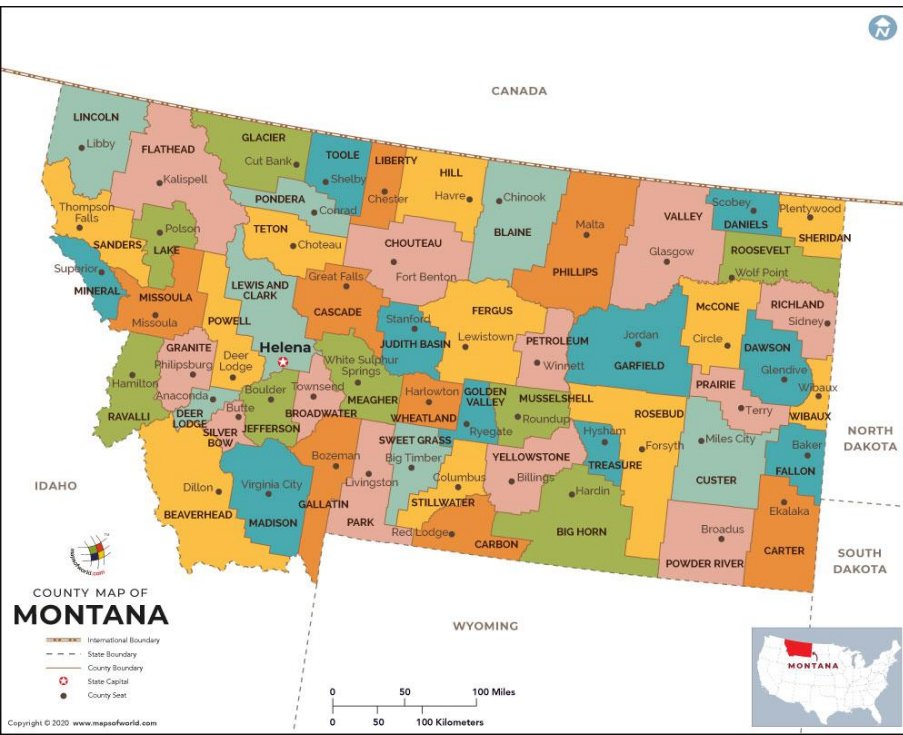 N
CANADA
LINCOLN
Libby
FLATHEAD
Kalispell
GLACIER
Cut Bank
TOOLE
Shelby
LIBERTY
Chester
HILL
Havre
Chinook
BLAINE
Malta
PHILLIPS
VALLEY
Glasgow
Scobey
DANIELS
Plentywood
SHERIDAN
ROOSEVELT
Wolf Point
PONDERA
Conrad
TETON
Choteau
CHOUTEAU
Fort Benton
Thompson
Falls
SANDERS
Polson
LAKE
Superior
MINERAL
MISSOULA
Missoula
POWELL
Deer
Lodge
LEWIS AND
CLARK
Helena
Great Falls
CASCADE
Stanford
JUDITH BASIN
FERGUS
Lewistown
PETROLEUM
Winnett
Jordan
GARFIELD
McCONE
Circle
RICHLAND
Sidney
DAWSON
Glendive
Wibaux
WIBAUX
PRAIRIE
Terry
GRANITE
Philipsburg
Hamilton
RAVALLI
Anaconda
DEER
LODGE
Butte
SILVER
BOW
Boulder
JEFFERSON
Townsend
BROADWATER
White Sulphur
Springs
MEAGHER
Harlowton
WHEATLAND
GOLDEN
VALLEY
Ryegate
MUSSELSHELL
Roundup
ROSEBUD
Forsyth
Hysham
TREASURE
Miles City
CUSTER
Baker
FALLON
NORTH
DAKOTA
IDAHO
Dillon
BEAVERHEAD
Virginia City
MADISON
Bozeman
GALLATIN
Livingston
PARK
SWEET GRASS
Big Timber
Columbus
STILLWATER
YELLOWSTONE
Billings
Red Lodge
CARBON
Hardin
BIG HORN
Broadus
POWDER RIVER
Ekalaka
CARTER
SOUTH
DAKOTA
WYOMING
mapsofworld.com
COUNTY MAP OF
MONTANA
International Boundary
State Boundary
County Boundary
State Capital
County Seat
0 50 100 Miles
0 50 100 Kilometers
MONTANA
Copyright © 2020 www.mapsofworld.com